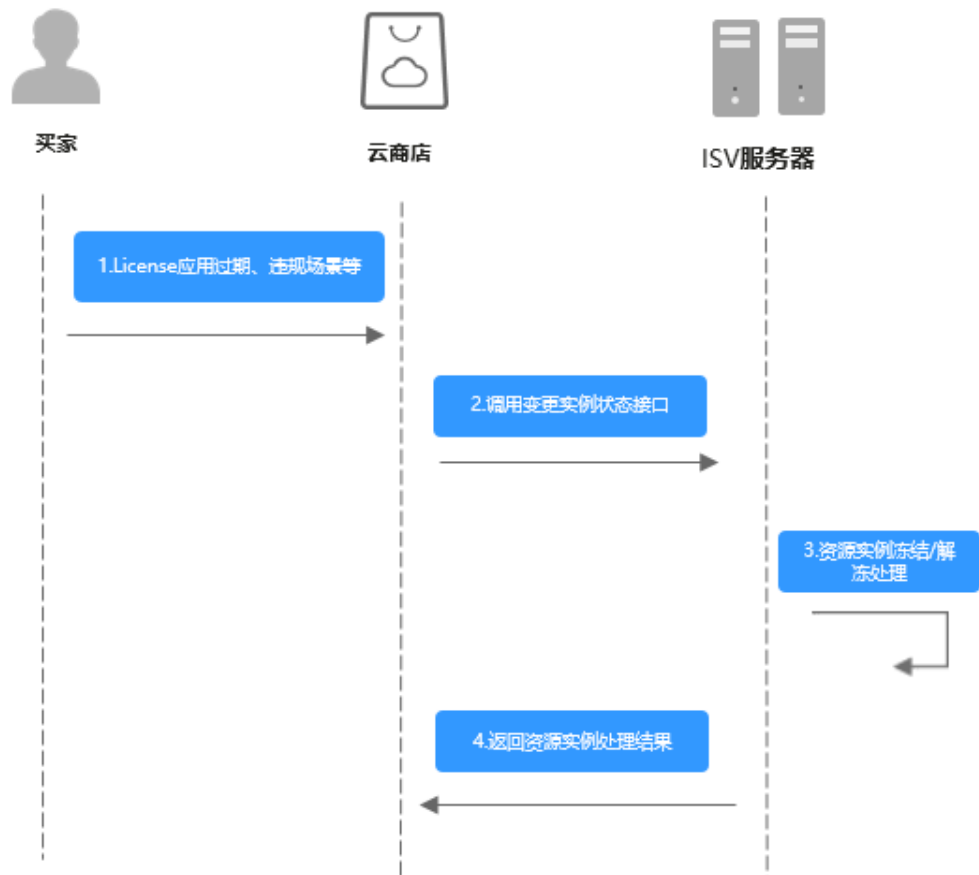 买家
云商店
ISV服务器
1.License应用过期、违规场景等
2.调用变更实例状态接口
3.资源实例冻结/解
冻处理
4.返回资源实例处理结果